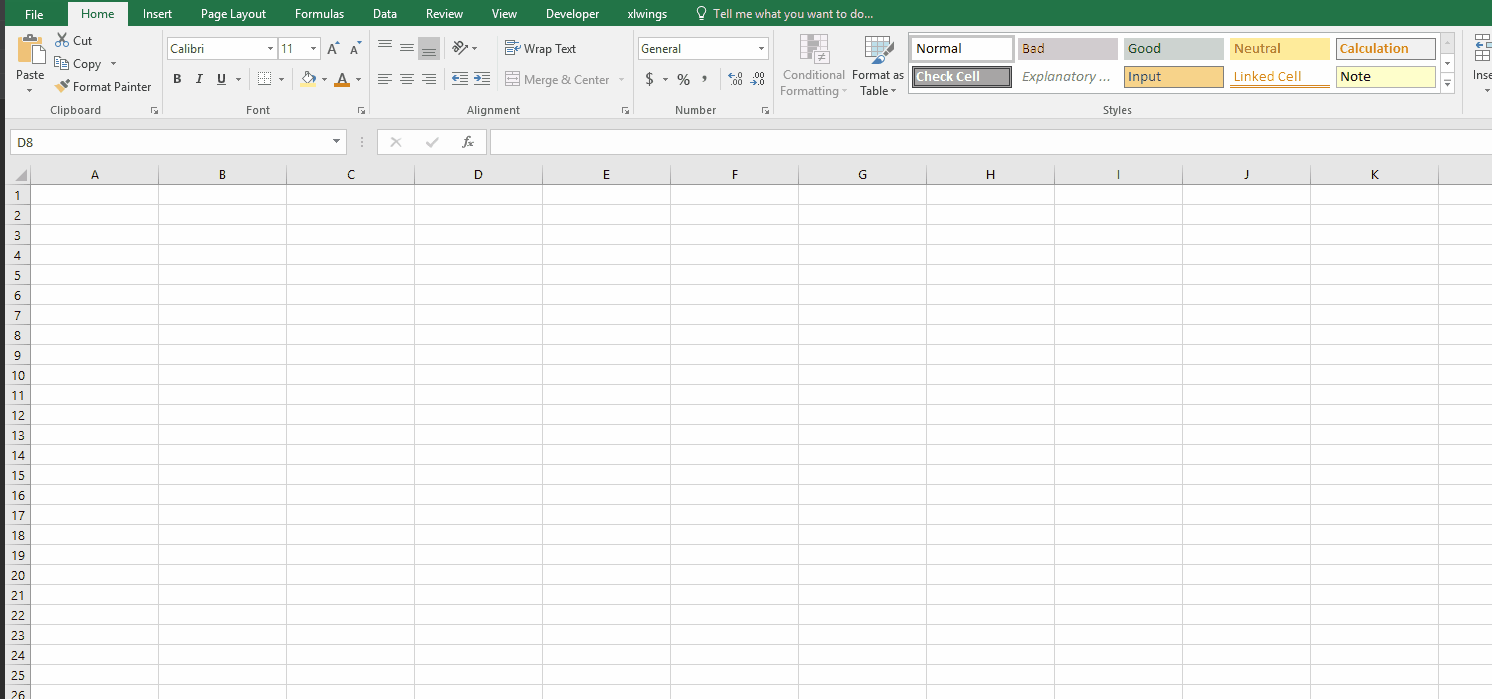 File Home Insert Page Layout Formulas Data Review View Developer xlwings Tell me what you want to do...
Paste
Cut
Copy
Format Painter
Clipboard
Calibri 11
B I U A
Font
Wrap Text
Merge & Center
Alignment
General
$ % , .0 .00
Number
Conditional Formatting
Format as Table
Normal Bad Good Neutral Calculation
Check Cell Explanatory ... Input Linked Cell Note
Styles
D8 fx
A B C D E F G H I J K
1
2
3
4
5
6
7
8
9
10
11
12
13
14
15
16
17
18
19
20
21
22
23
24
25
26